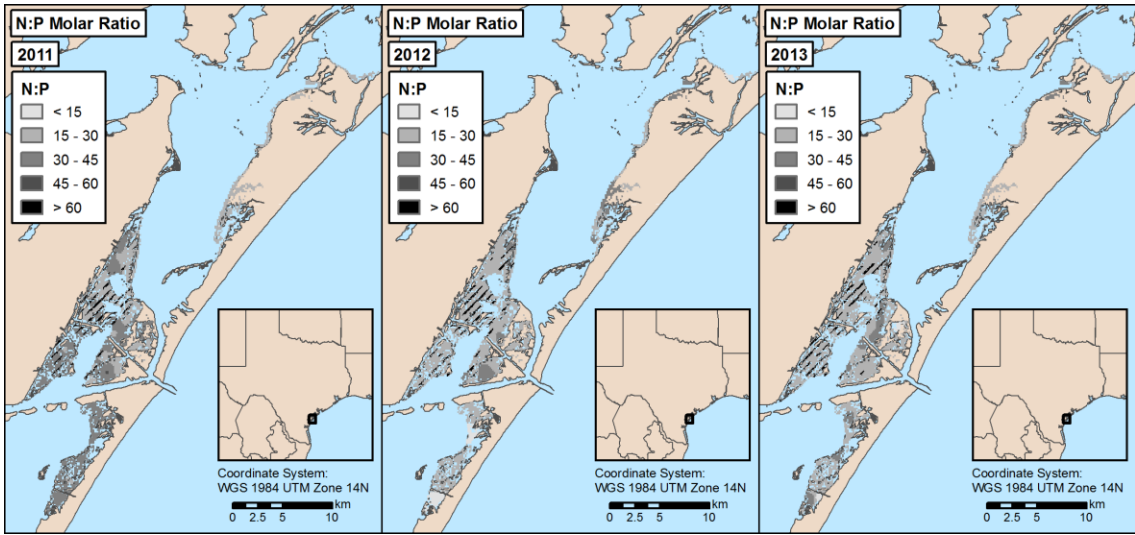 N:P Molar Ratio
2011
N:P
< 15
15 - 30
30 - 45
45 - 60
> 60
Coordinate System:
WGS 1984 UTM Zone 14N
km
0 2.5 5 10
N:P Molar Ratio
2012
N:P
< 15
15 - 30
30 - 45
45 - 60
> 60
Coordinate System:
WGS 1984 UTM Zone 14N
km
0 2.5 5 10
N:P Molar Ratio
2013
N:P
< 15
15 - 30
30 - 45
45 - 60
> 60
Coordinate System:
WGS 1984 UTM Zone 14N
km
0 2.5 5 10